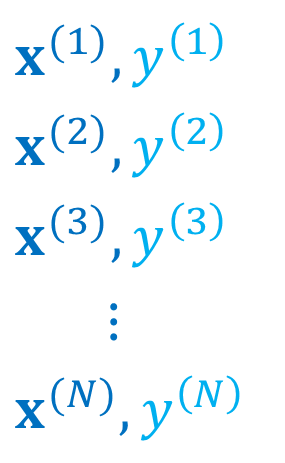 𝐱⁽¹⁾, 𝑦⁽¹⁾
𝐱⁽²⁾, 𝑦⁽²⁾
𝐱⁽³⁾, 𝑦⁽³⁾
⋮
𝐱⁽ᴺ⁾, 𝑦⁽ᴺ⁾